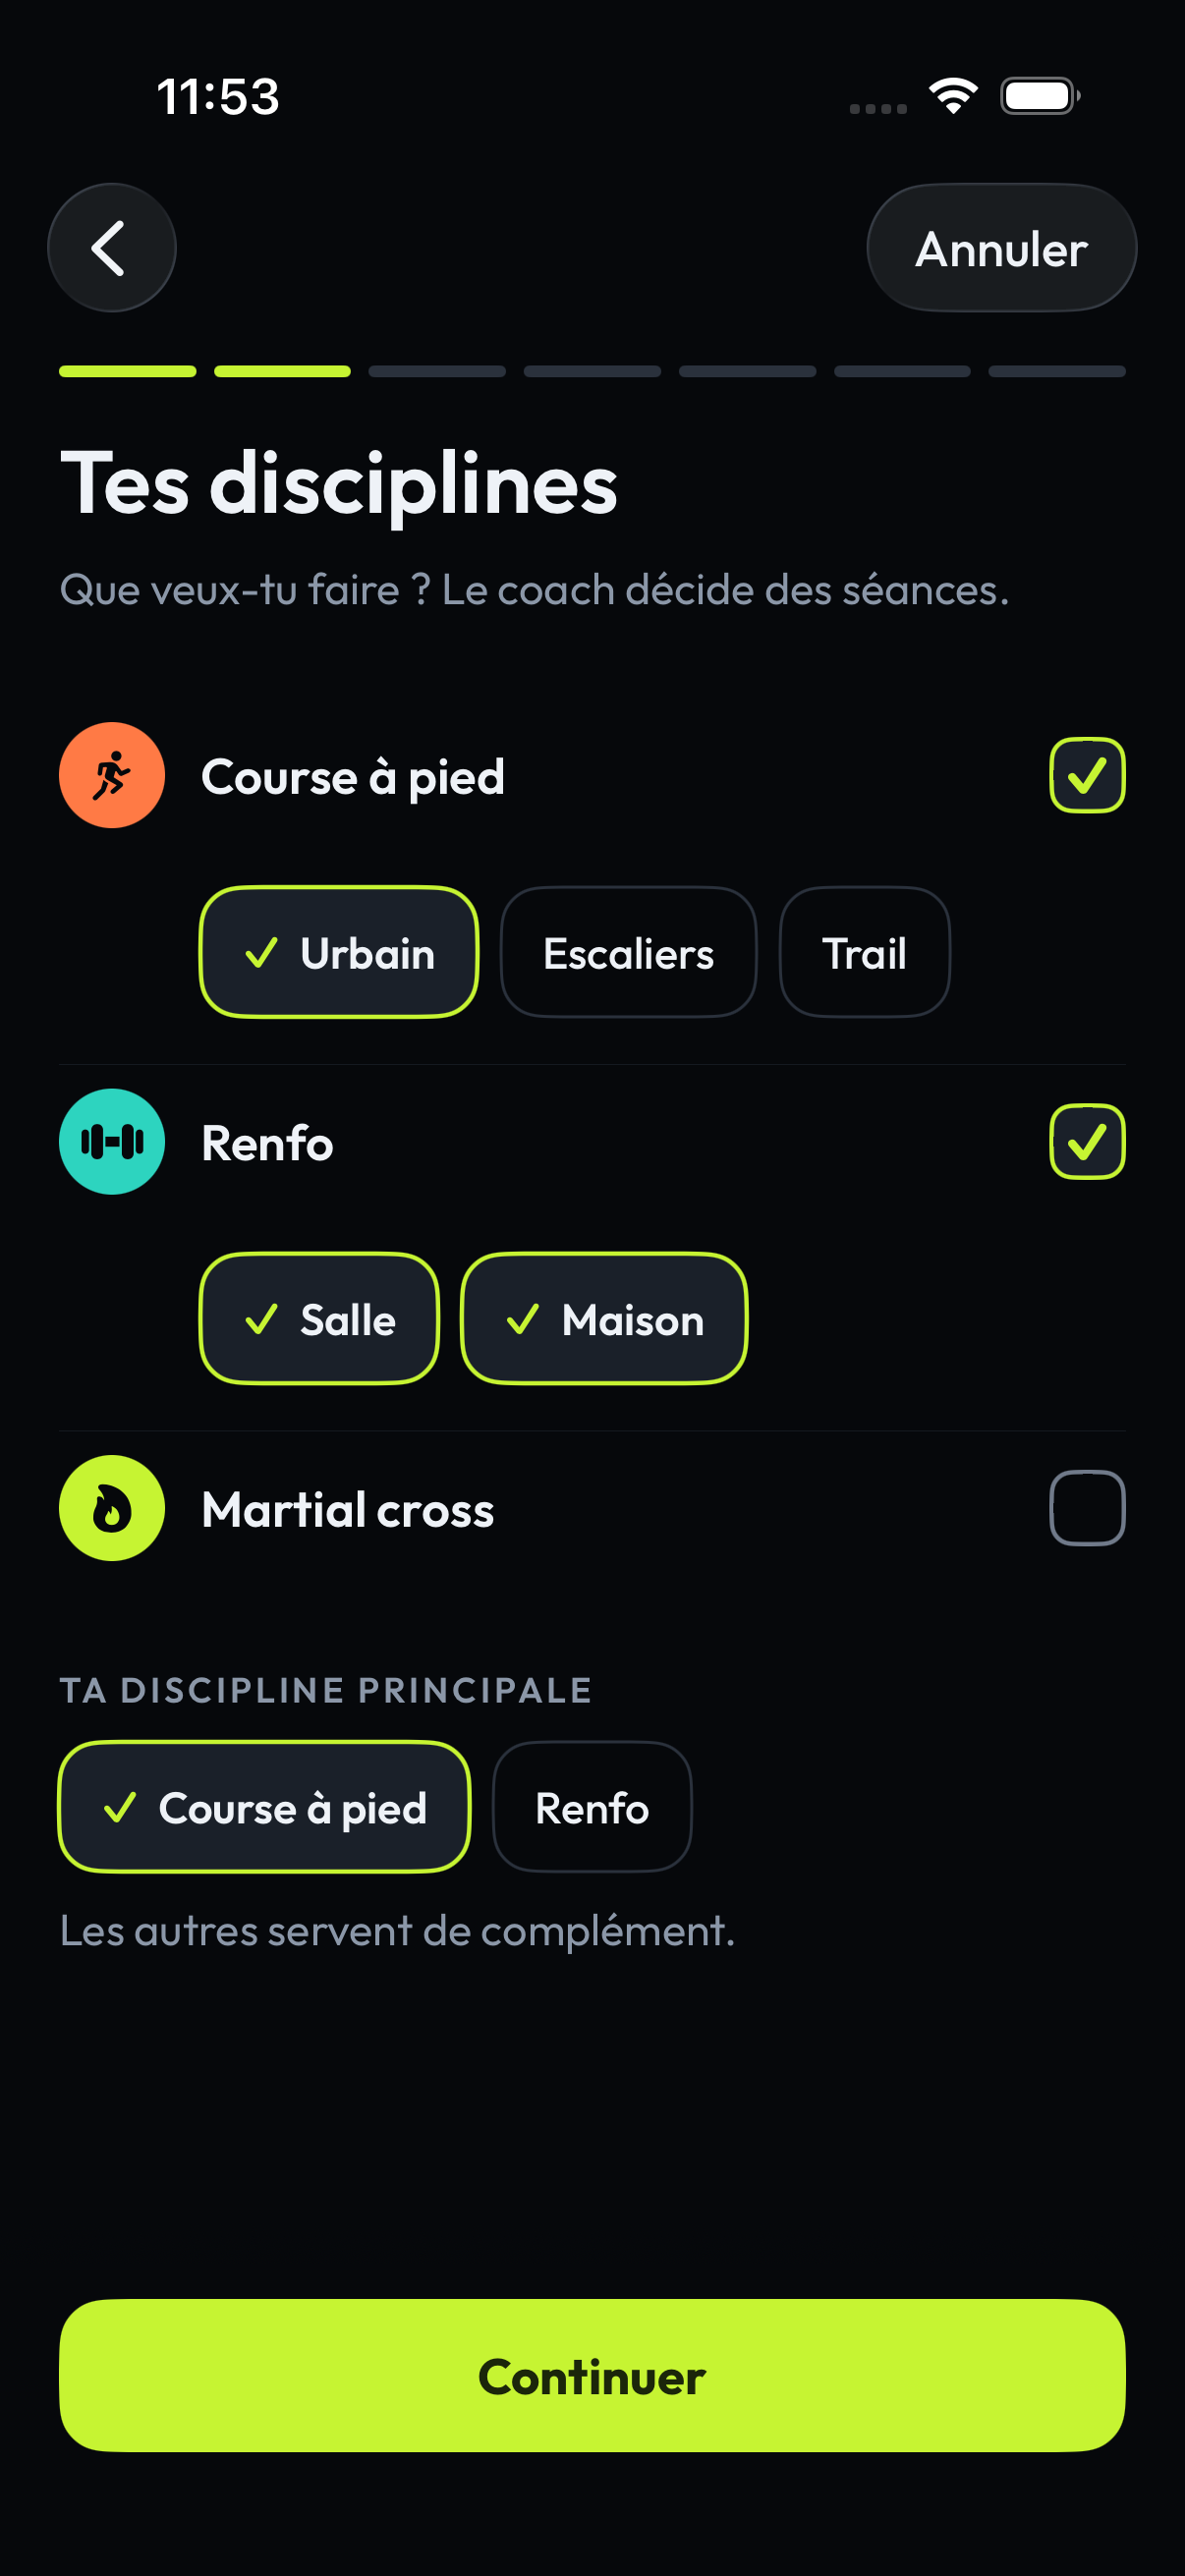 11:53
Annuler
Tes disciplines
Que veux-tu faire ? Le coach décide des séances.
Course à pied
Urbain Escaliers Trail
Renfo
Salle Maison
Martial cross
TA DISCIPLINE PRINCIPALE
Course à pied Renfo
Les autres servent de complément.
Continuer